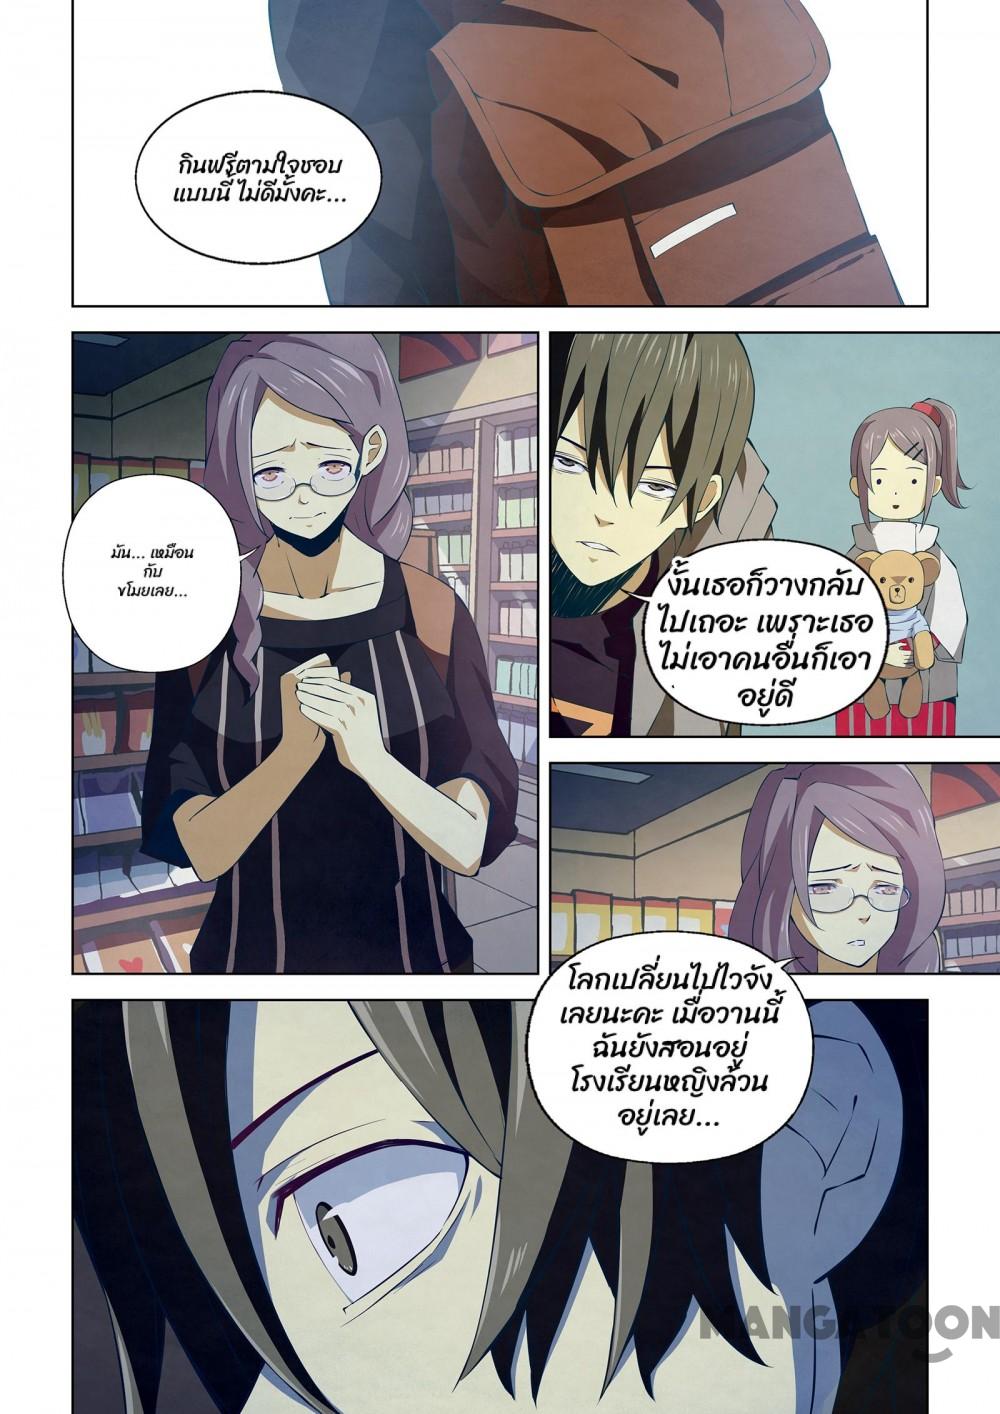 กินฟรีตามใจชอบ
แบบนี้ ไม่ดีมั้งคะ...
มัน... เหมือน
กับ
ขโมยเลย...
งั้นเธอก็วางกลับ
ไปเถอะ เพราะเธอ
ไม่เอาคนอื่นก็เอา
อยู่ดี
โลกเปลี่ยนไปไวจัง
เลยนะคะ เมื่อวานนี้
ฉันยังสอนอยู่
โรงเรียนหญิงล้วน
อยู่เลย...
MANGATOON